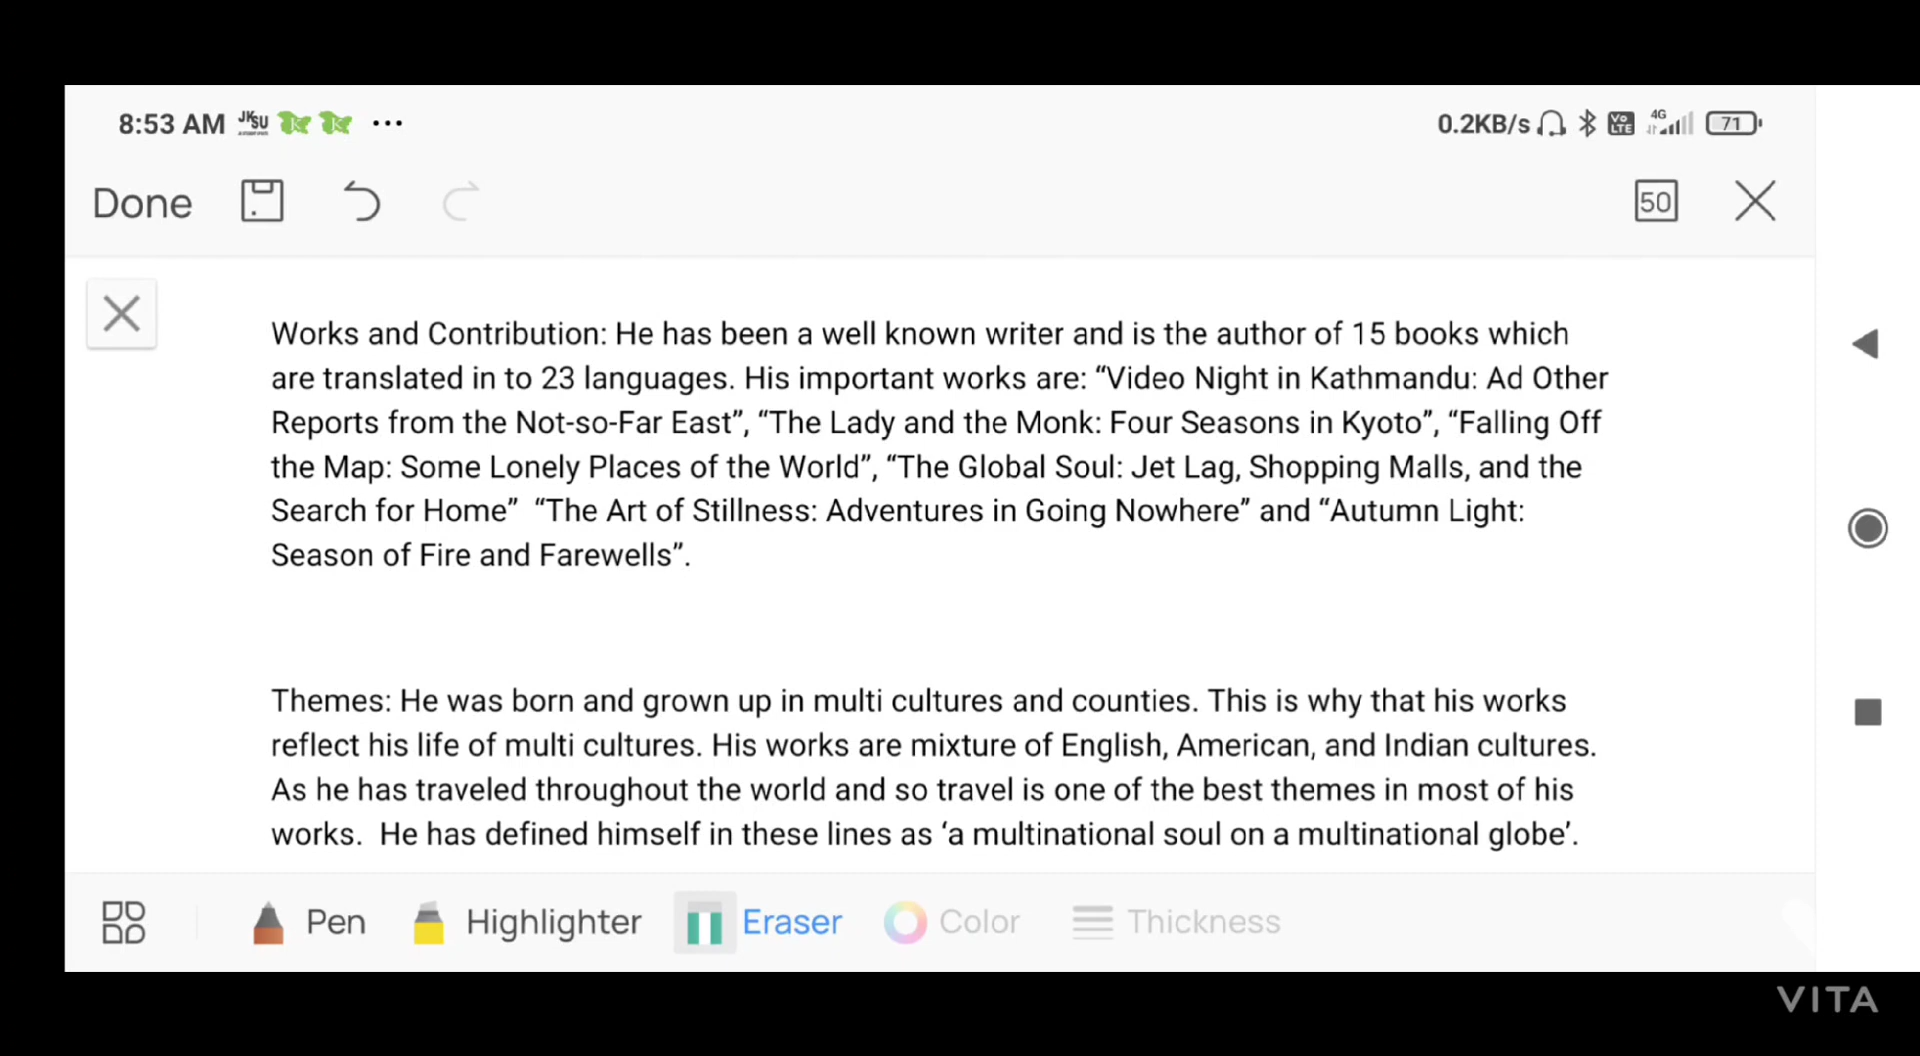 8:53 AM JKSU ••• 0.2KB/s Vo LTE 4G 71
Done 50
Works and Contribution: He has been a well known writer and is the author of 15 books which
are translated in to 23 languages. His important works are: “Video Night in Kathmandu: Ad Other
Reports from the Not-so-Far East”, “The Lady and the Monk: Four Seasons in Kyoto”, “Falling Off
the Map: Some Lonely Places of the World”, “The Global Soul: Jet Lag, Shopping Malls, and the
Search for Home”  “The Art of Stillness: Adventures in Going Nowhere” and “Autumn Light:
Season of Fire and Farewells”.
Themes: He was born and grown up in multi cultures and counties. This is why that his works
reflect his life of multi cultures. His works are mixture of English, American, and Indian cultures.
As he has traveled throughout the world and so travel is one of the best themes in most of his
works.  He has defined himself in these lines as ‘a multinational soul on a multinational globe’.
Pen Highlighter Eraser Color Thickness
VITA